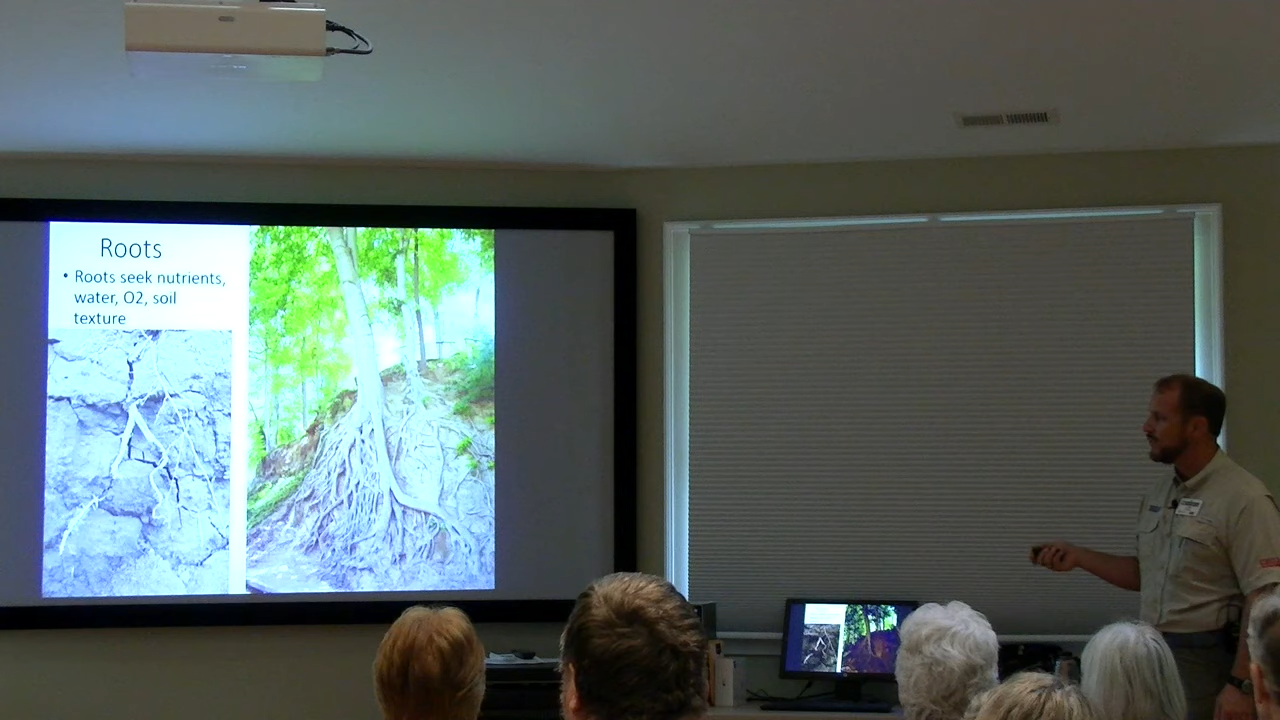 Roots
• Roots seek nutrients,
water, O2, soil
texture